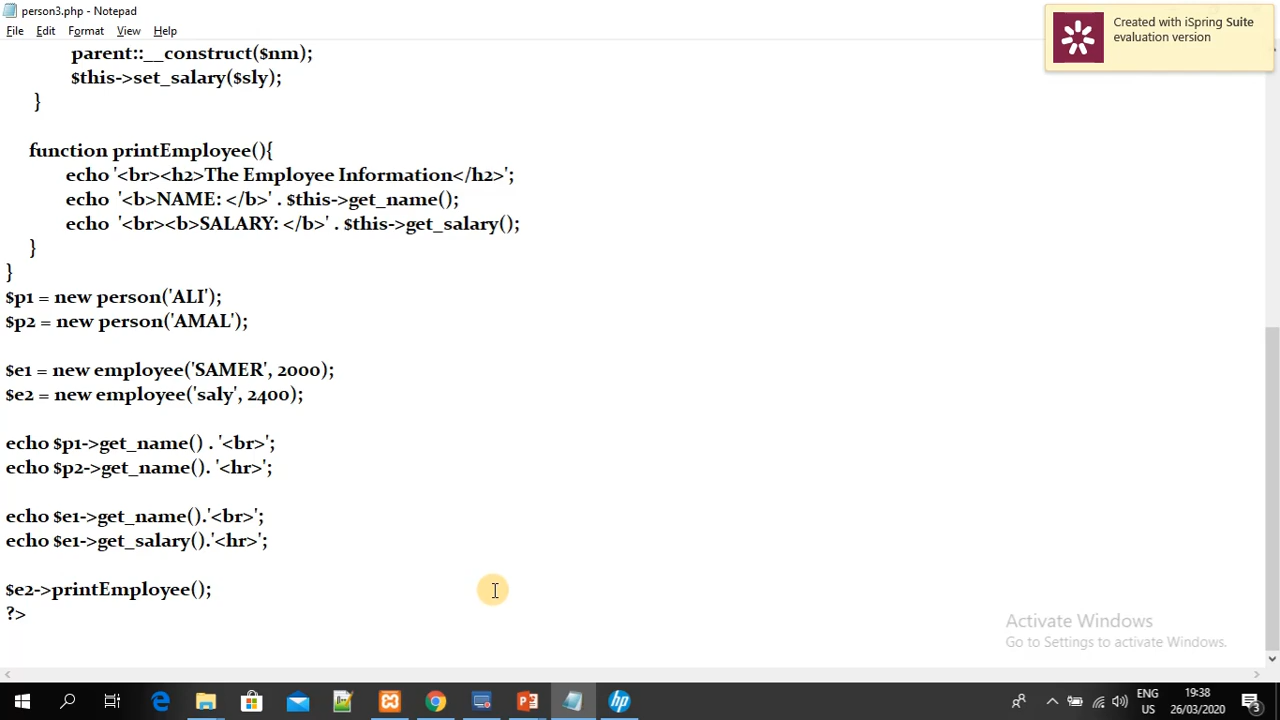 person3.php - Notepad
File Edit Format View Help
Created with iSpring Suite
evaluation version
parent::__construct($nm);
$this->set_salary($sly);
}
function printEmployee(){
echo '<br><h2>The Employee Information</h2>';
echo  '<b>NAME: </b>' . $this->get_name();
echo  '<br><b>SALARY: </b>' . $this->get_salary();
}
}
$p1 = new person('ALI');
$p2 = new person('AMAL');
$e1 = new employee('SAMER', 2000);
$e2 = new employee('saly', 2400);
echo $p1->get_name() . '<br>';
echo $p2->get_name(). '<hr>';
echo $e1->get_name().'<br>';
echo $e1->get_salary().'<hr>';
$e2->printEmployee();
?>
Activate Windows
Go to Settings to activate Windows.
ENG 19:38
US 26/03/2020 3